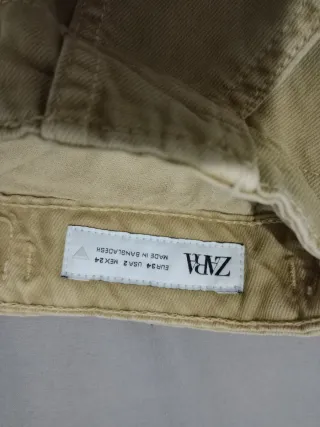 ZARA
EUR 34 USA 2 MEX 24
MADE IN BANGLADESH